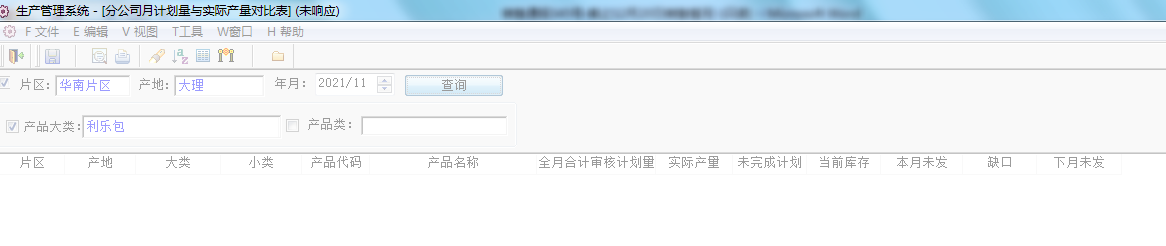 生产管理系统 - [分公司月计划量与实际产量对比表] (未响应)
F 文件 E 编辑 V 视图 T工具 W窗口 H 帮助
片区: 华南片区 产地: 大理 年月: 2021/11 查询
产品大类: 利乐包 产品类:
片区 产地 大类 小类 产品代码 产品名称 全月合计审核计划量 实际产量 未完成计划 当前库存 本月未发 缺口 下月未发